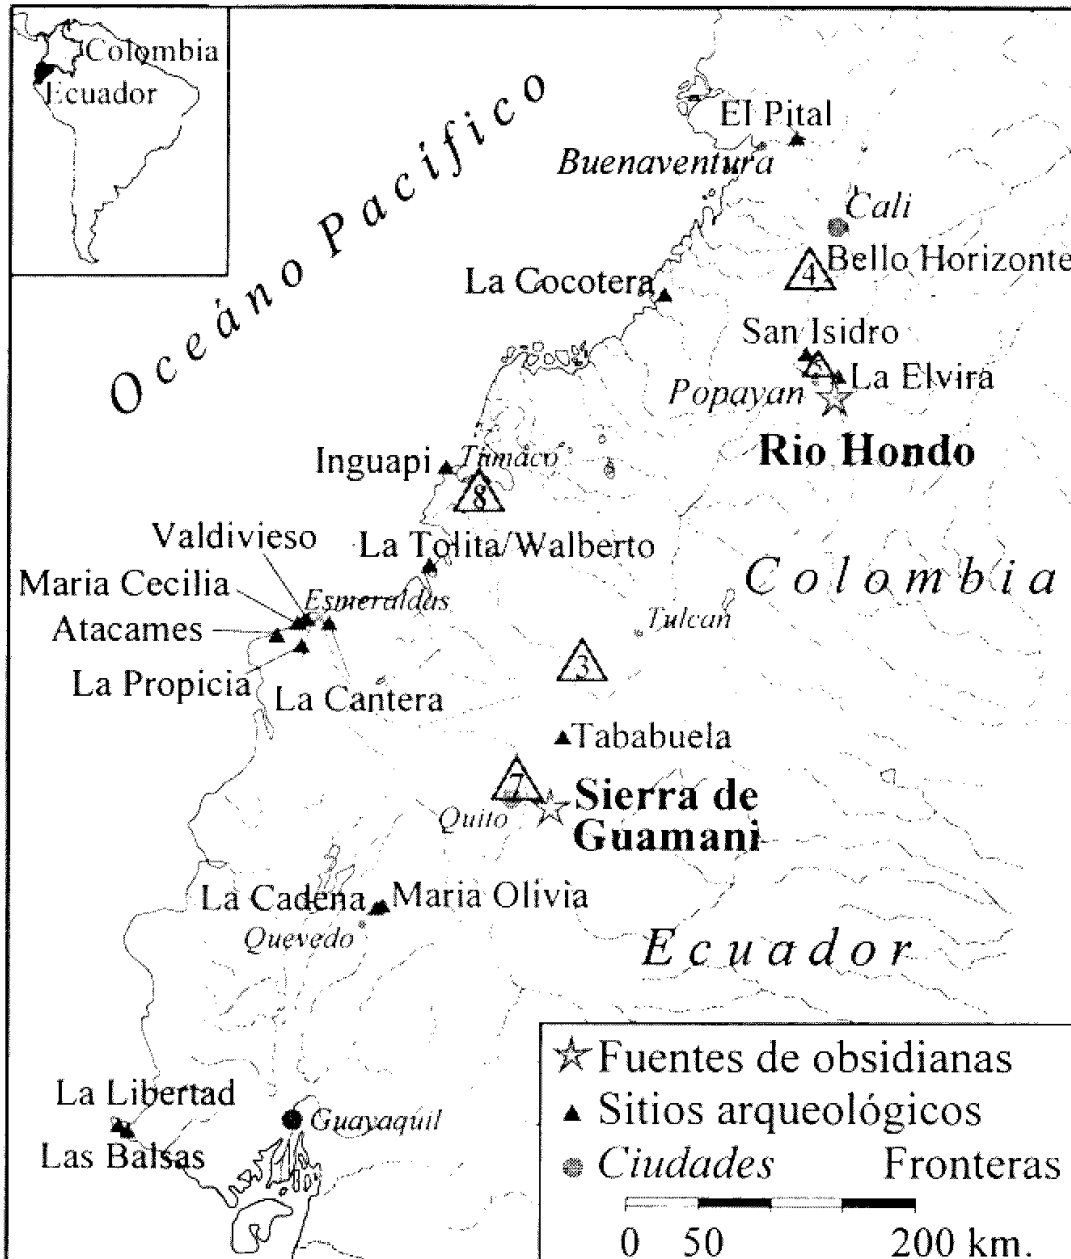 Colombia
Ecuador
Océano Pacífico
El Pital
Buenaventura
Cali
4
Bello Horizonte
La Cocotera
San Isidro
La Elvira
Popayan
Rio Hondo
Inguapi
Tumaco
8
Valdivieso
La Tolita/Walberto
Colombia
Maria Cecilia
Esmeraldas
Atacames
Tulcan
3
La Propicia
La Cantera
Tababuela
7
Sierra de
Guamani
Quito
La Cadena
Maria Olivia
Quevedo
Ecuador
La Libertad
Guayaquil
Las Balsas
Fuentes de obsidianas
Sitios arqueológicos
Ciudades Fronteras
0 50 200 km.